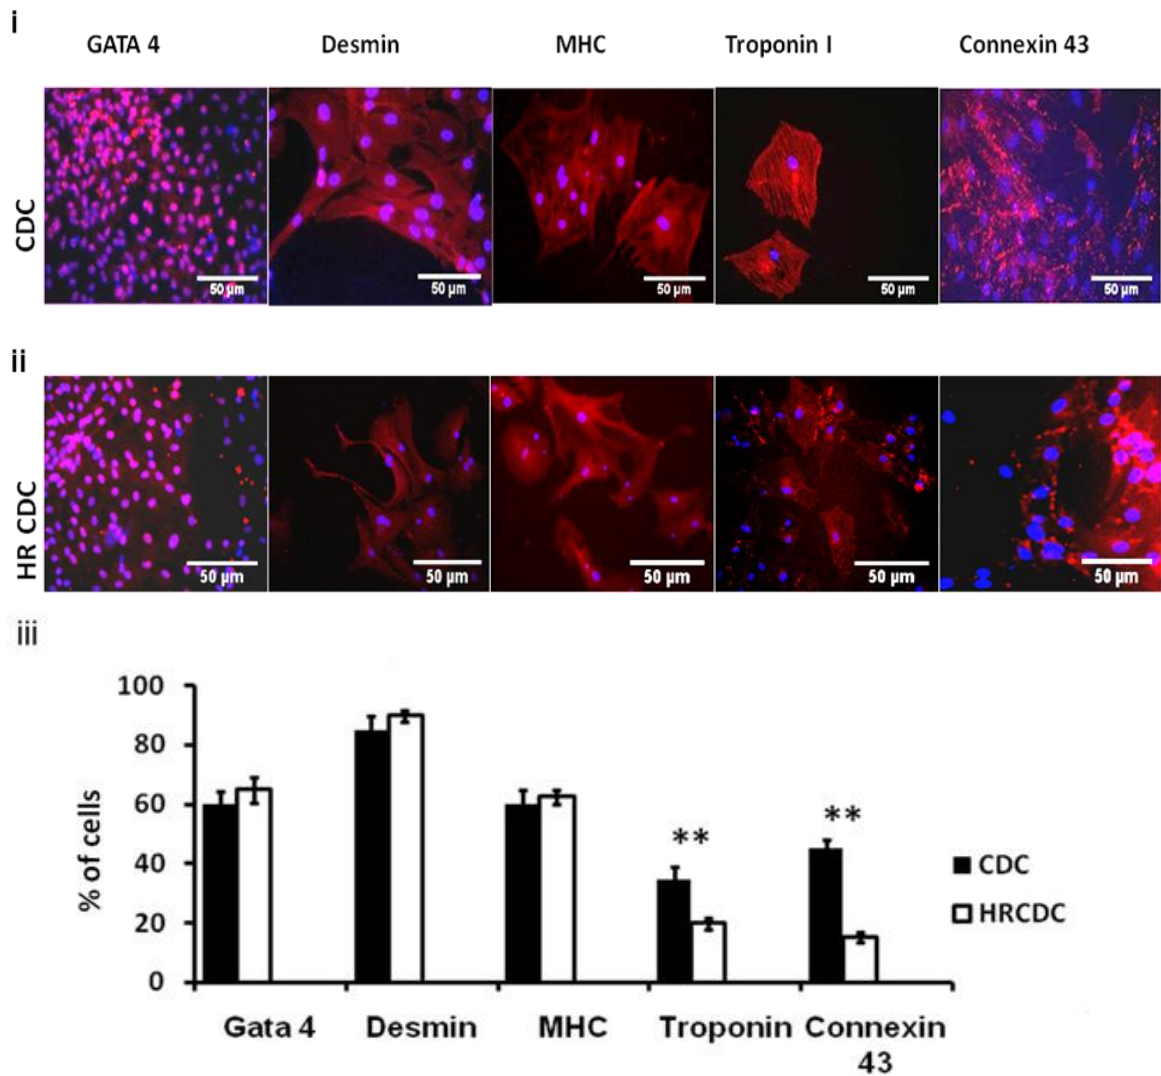 i
GATA 4 Desmin MHC Troponin I Connexin 43
CDC
50 µm 50 µm 50 µm 50 µm 50 µm
ii
HR CDC
50 µm 50 µm 50 µm 50 µm 50 µm
iii
% of cells
100
80
60
40
20
0
** **
CDC
HRCDC
Gata 4 Desmin MHC Troponin Connexin
43